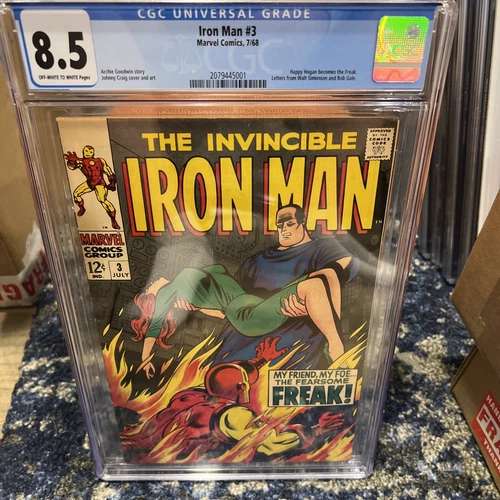 CGC UNIVERSAL GRADE
8.5
OFF-WHITE TO WHITE Pages
Iron Man #3
Marvel Comics, 7/68
2079445001
Archie Goodwin story
Johnny Craig cover and art
Happy Hogan becomes the Freak.
Letters from Walt Simonson and Bob Gale.
CGC
APPROVED
BY THE
COMICS
CODE
AUTHORITY
THE INVINCIBLE
IRON MAN
TM
MARVEL
COMICS
GROUP
12¢
IND.
3
JULY
MY FRIEND, MY FOE...
THE FEARSOME
FREAK!